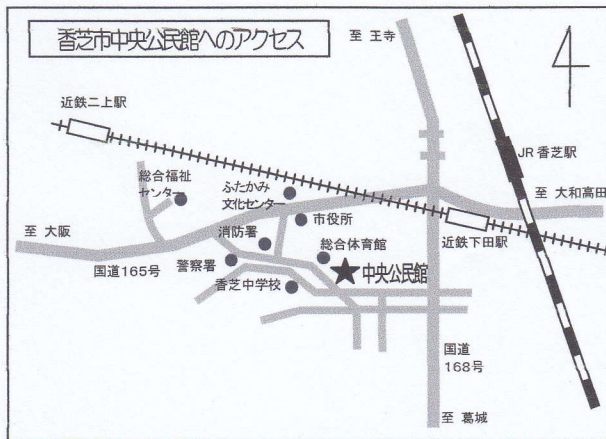 香芝市中央公民館へのアクセス
至 王寺
近鉄二上駅
JR 香芝駅
総合福祉
センター
ふたかみ
文化センター
至 大和高田
市役所
至 大阪
消防署
近鉄下田駅
国道165号
警察署
総合体育館
中央公民館
香芝中学校
国道
168号
至 葛城